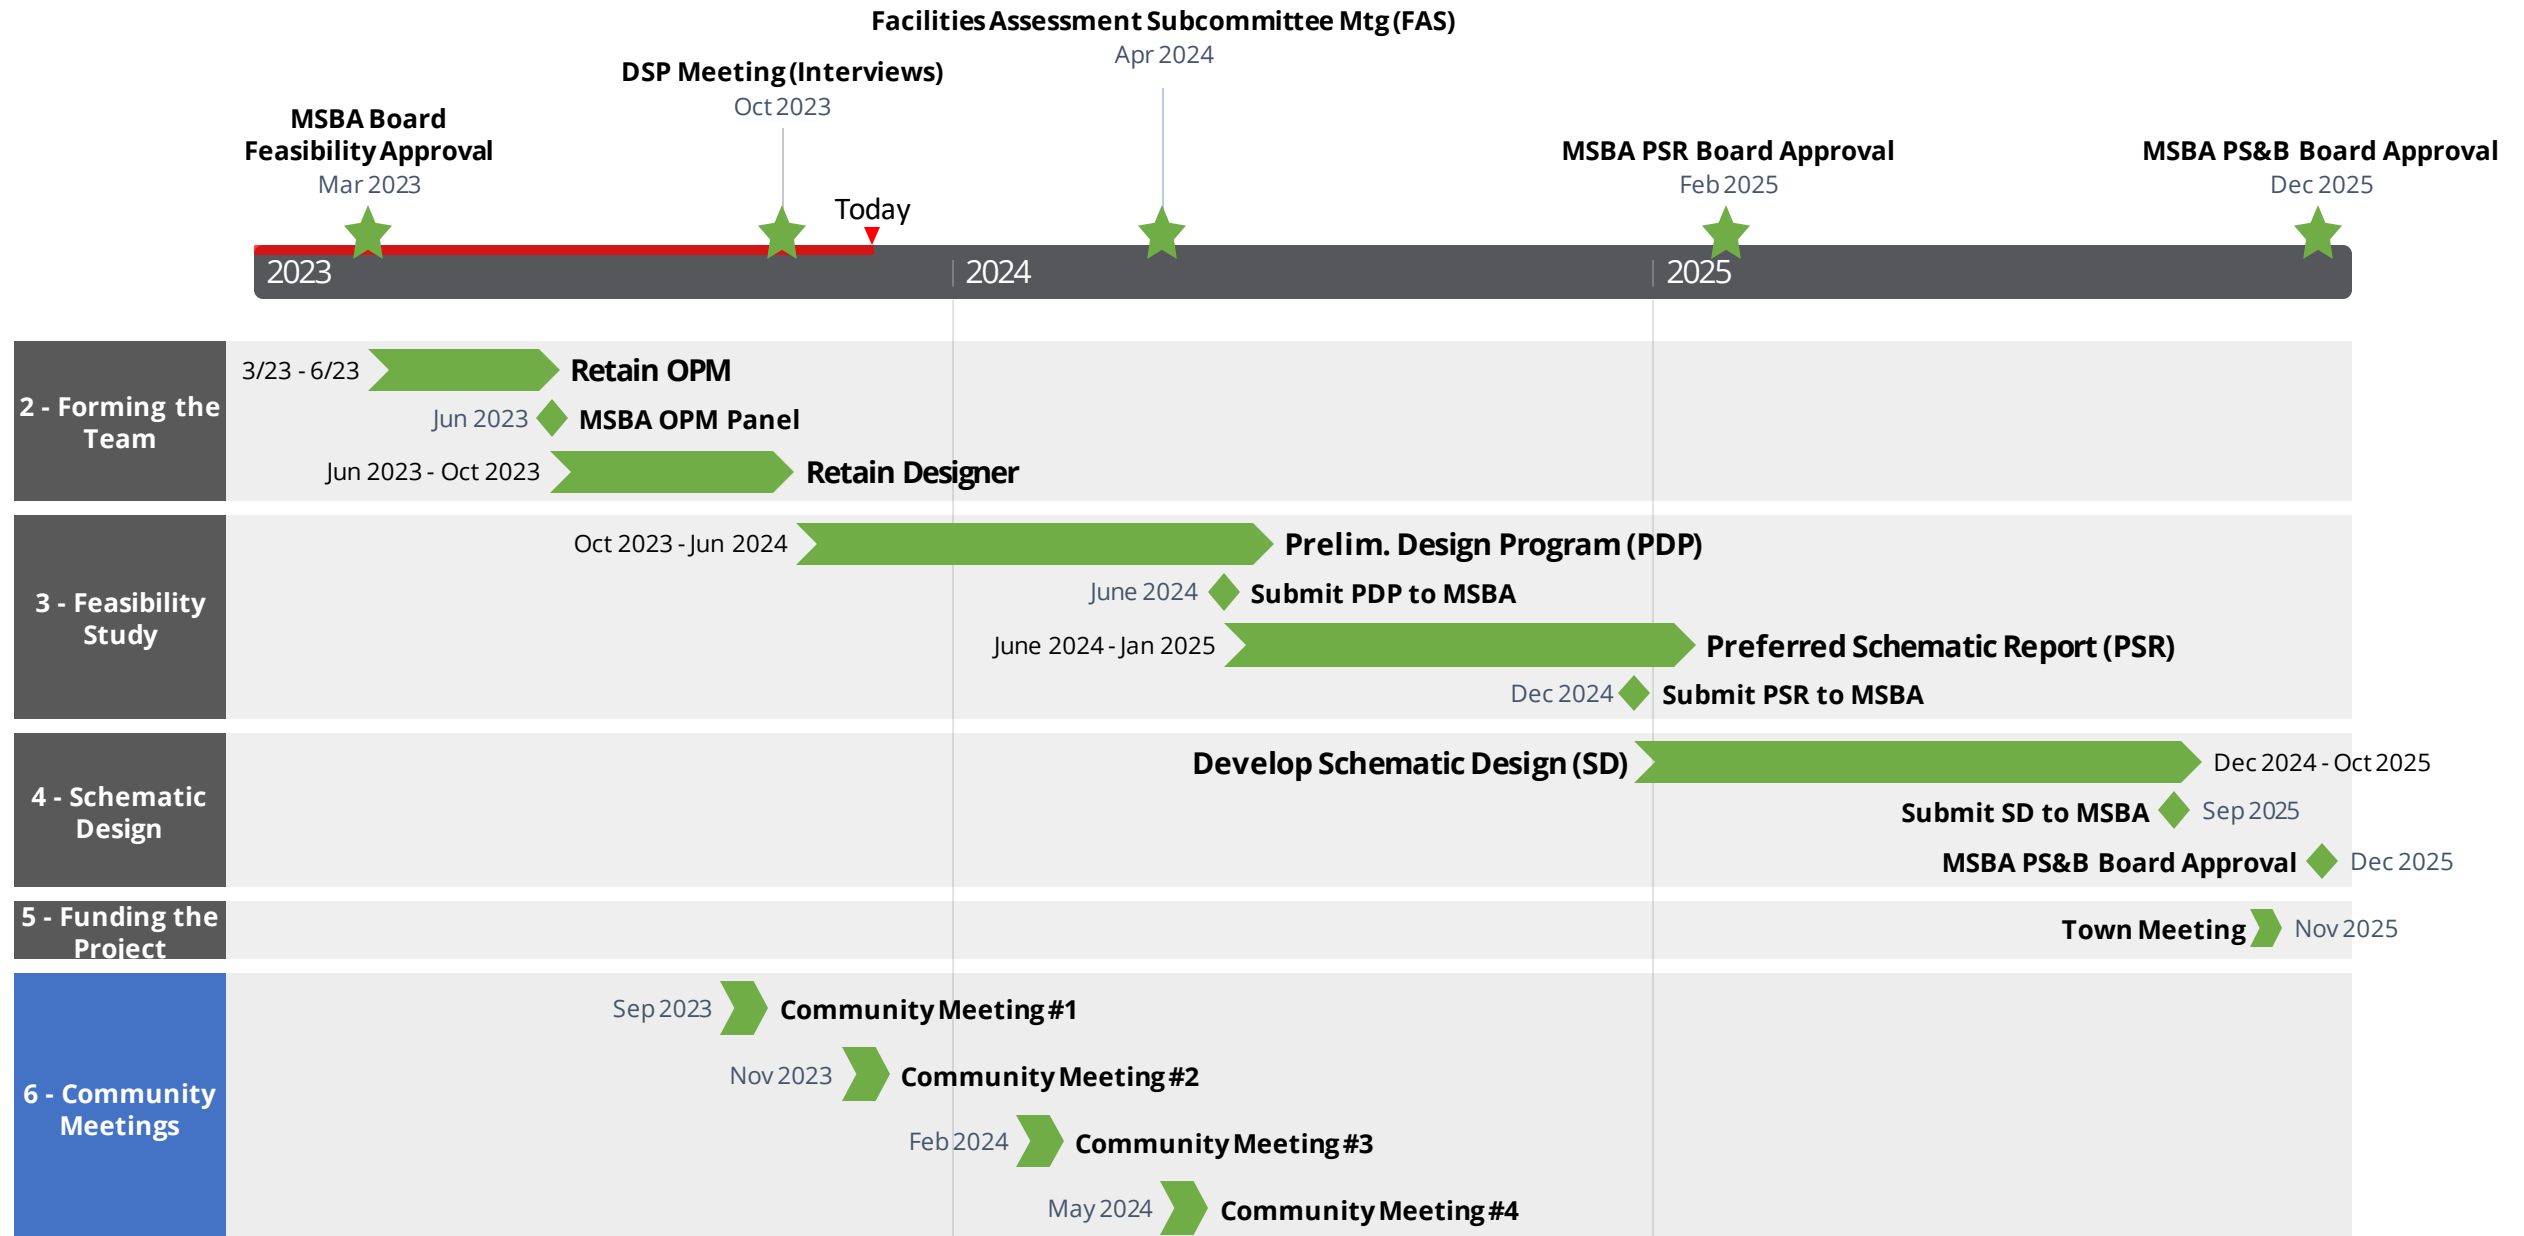 Facilities Assessment Subcommittee Mtg (FAS)
Apr 2024
DSP Meeting (Interviews)
Oct 2023
MSBA Board
Feasibility Approval
Mar 2023
MSBA PSR Board Approval
Feb 2025
MSBA PS&B Board Approval
Dec 2025
Today
2023
2024
2025
2 - Forming the
Team
3/23 - 6/23
Retain OPM
Jun 2023
MSBA OPM Panel
Jun 2023 - Oct 2023
Retain Designer
3 - Feasibility
Study
Oct 2023 - Jun 2024
Prelim. Design Program (PDP)
June 2024
Submit PDP to MSBA
June 2024 - Jan 2025
Preferred Schematic Report (PSR)
Dec 2024
Submit PSR to MSBA
4 - Schematic
Design
Develop Schematic Design (SD)
Dec 2024 - Oct 2025
Submit SD to MSBA
Sep 2025
MSBA PS&B Board Approval
Dec 2025
5 - Funding the
Project
Town Meeting
Nov 2025
6 - Community
Meetings
Sep 2023
Community Meeting #1
Nov 2023
Community Meeting #2
Feb 2024
Community Meeting #3
May 2024
Community Meeting #4